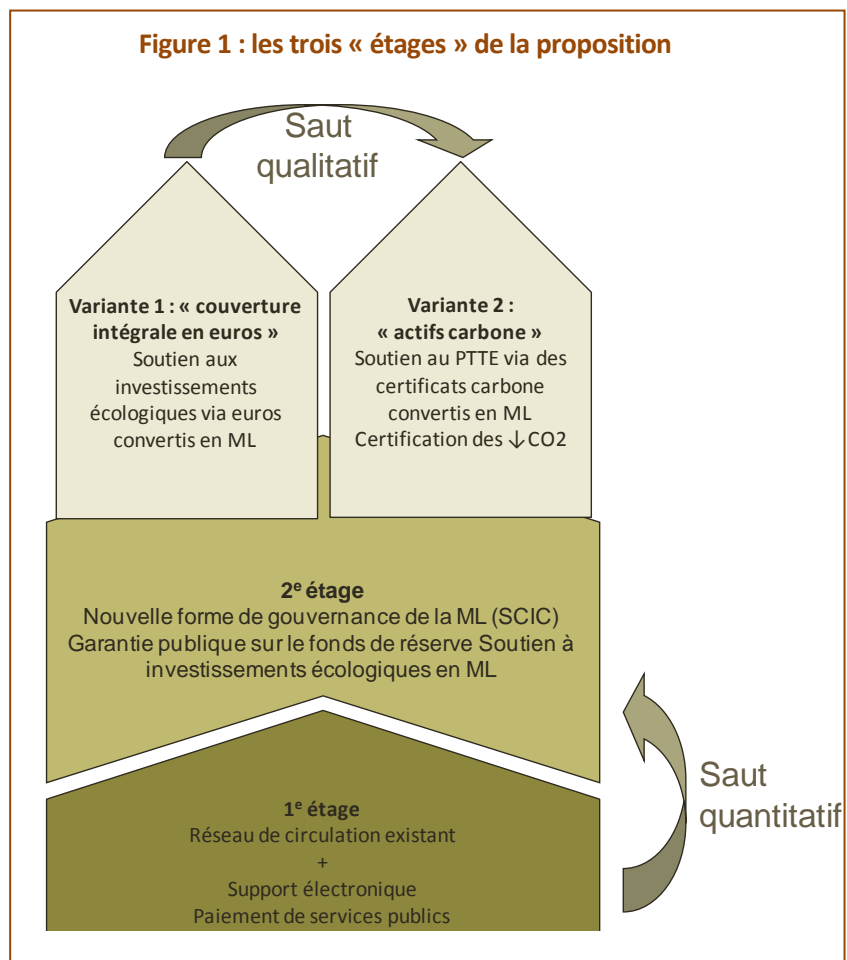 Figure 1 : les trois « étages » de la proposition
Saut
qualitatif
Variante 1 : « couverture
intégrale en euros »
Soutien aux
investissements
écologiques via euros
convertis en ML
Variante 2 :
« actifs carbone »
Soutien au PTTE via des
certificats carbone
convertis en ML
Certification des ↓CO2
2e étage
Nouvelle forme de gouvernance de la ML (SCIC)
Garantie publique sur le fonds de réserve Soutien à
investissements écologiques en ML
Saut
quantitatif
1e étage
Réseau de circulation existant
+
Support électronique
Paiement de services publics